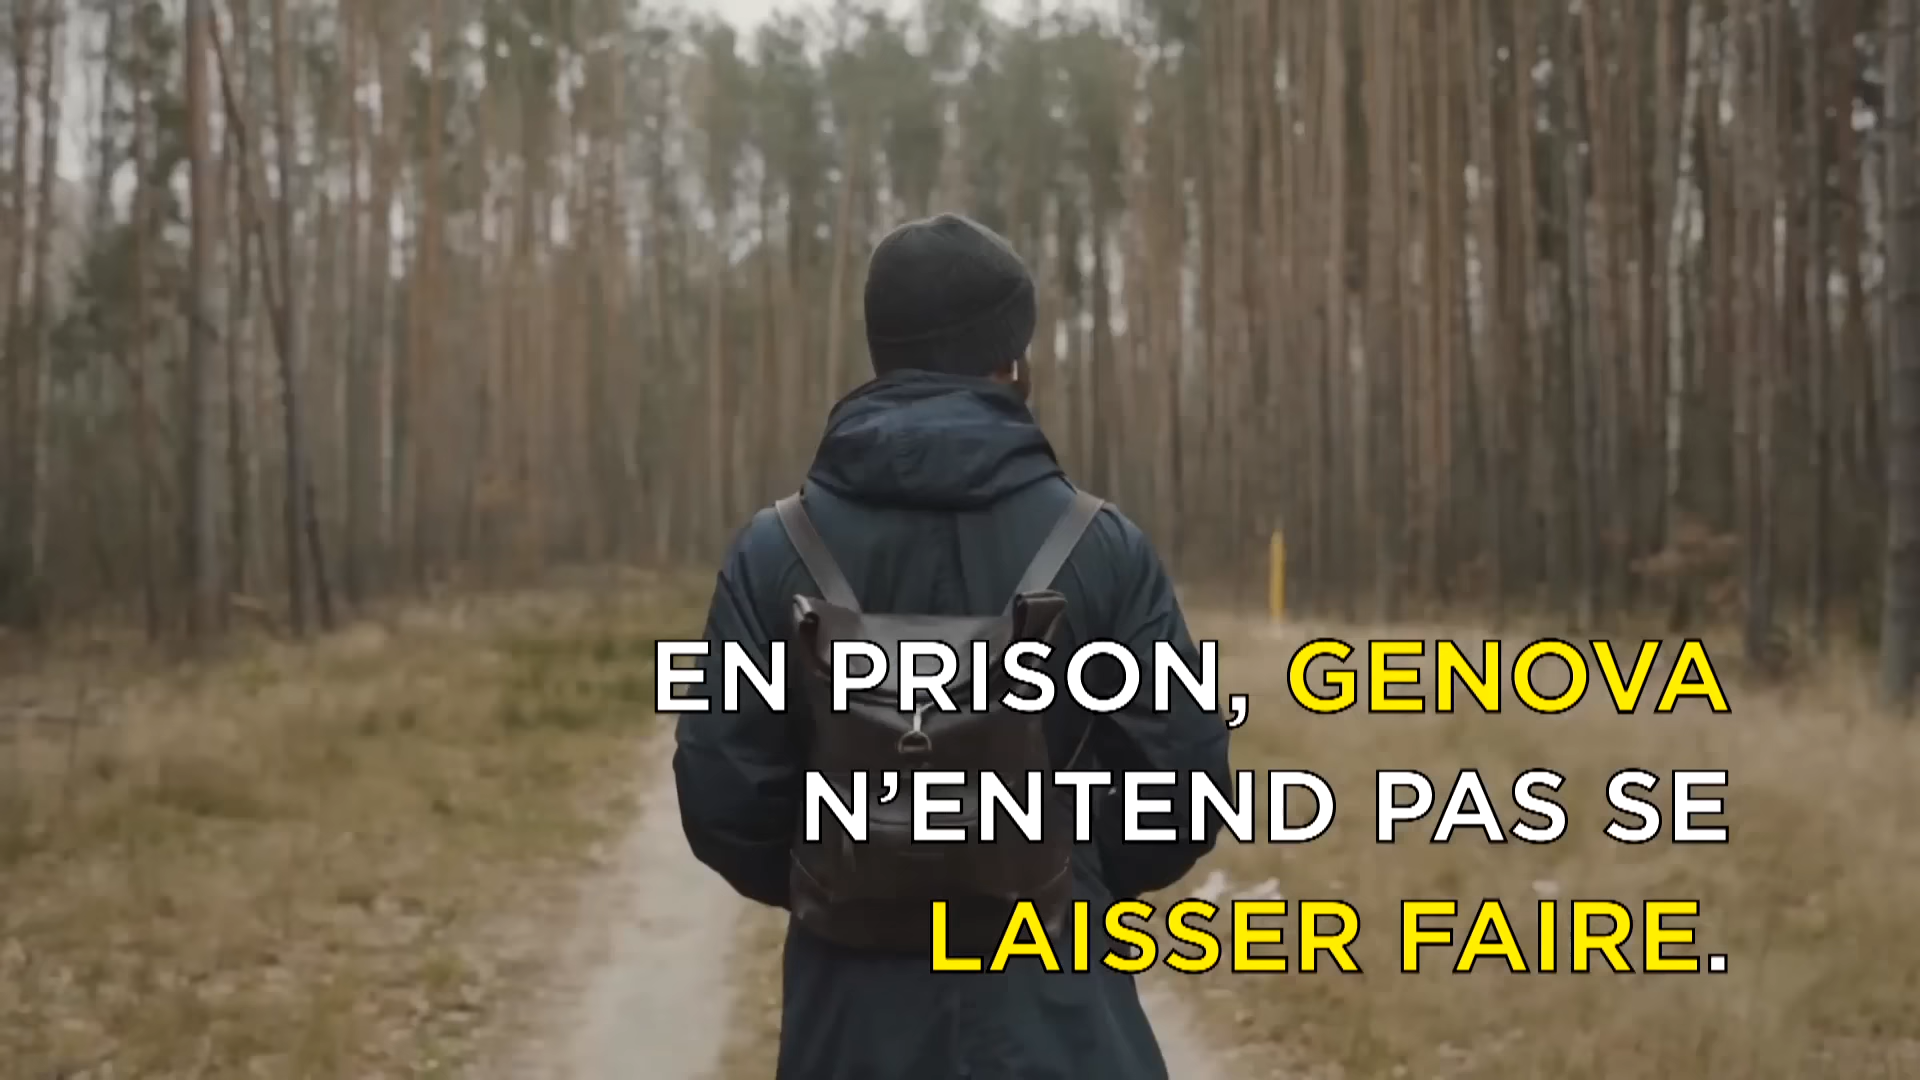 EN PRISON, GENOVA
N’ENTEND PAS SE
LAISSER FAIRE.